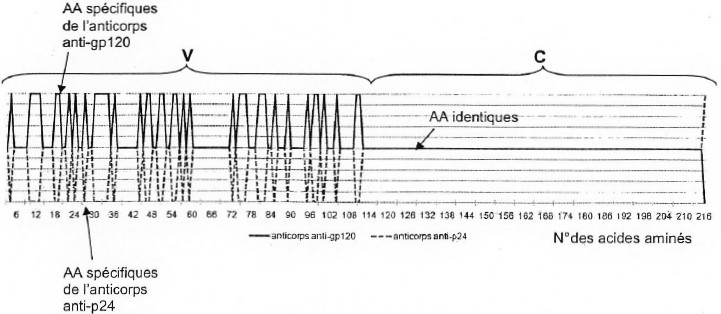 AA spécifiques
de l'anticorps
anti-gp120
V
C
AA identiques
6 12 18 24 30 36 42 48 54 60 66 72 78 84 90 96 102 108 114 120 126 132 138 144 150 156 162 168 174 180 186 192 198 204 210 216
anticorps anti-gp120 anticorps anti-p24
N°des acides aminés
AA spécifiques
de l'anticorps
anti-p24